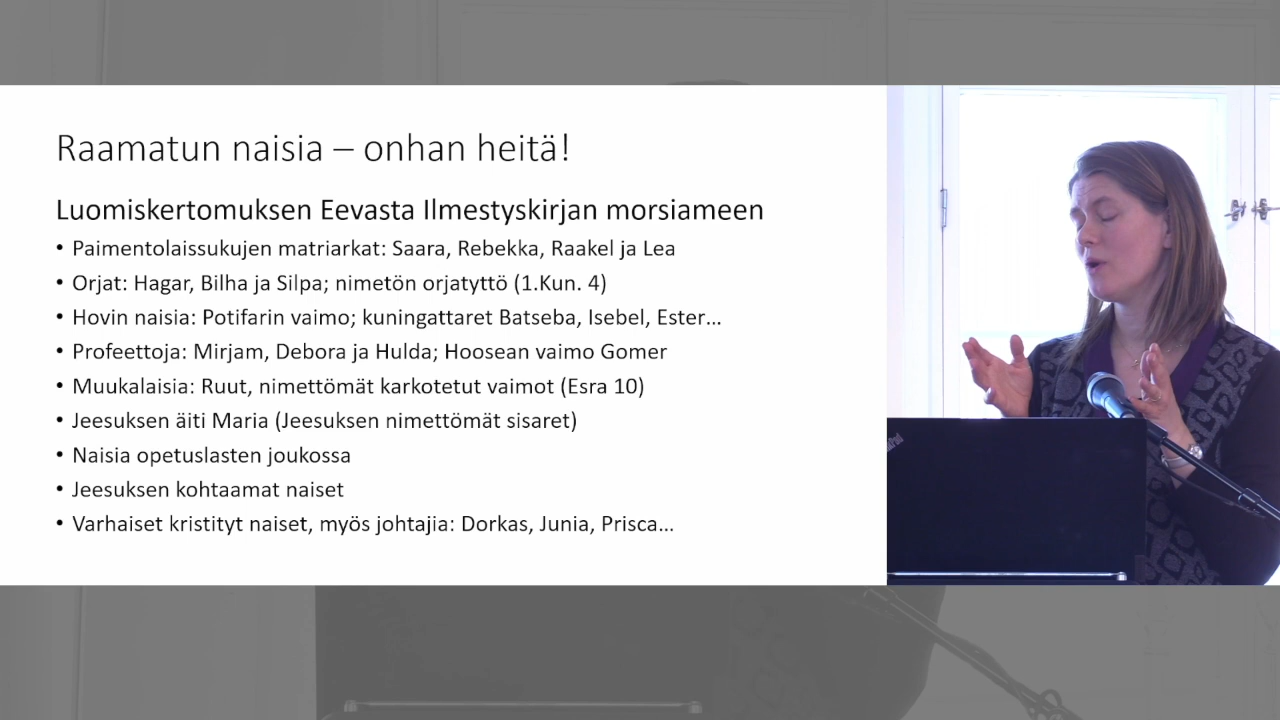 Raamatun naisia – onhan heitä!
Luomiskertomuksen Eevasta Ilmestyskirjan morsiameen
• Paimentolaissukujen matriarkat: Saara, Rebekka, Raakel ja Lea
• Orjat: Hagar, Bilha ja Silpa; nimetön orjatyttö (1.Kun. 4)
• Hovin naisia: Potifarin vaimo; kuningattaret Batseba, Isebel, Ester...
• Profeettoja: Mirjam, Debora ja Hulda; Hoosean vaimo Gomer
• Muukalaisia: Ruut, nimettömät karkotetut vaimot (Esra 10)
• Jeesuksen äiti Maria (Jeesuksen nimettömät sisaret)
• Naisia opetuslasten joukossa
• Jeesuksen kohtaamat naiset
• Varhaiset kristityt naiset, myös johtajia: Dorkas, Junia, Prisca...